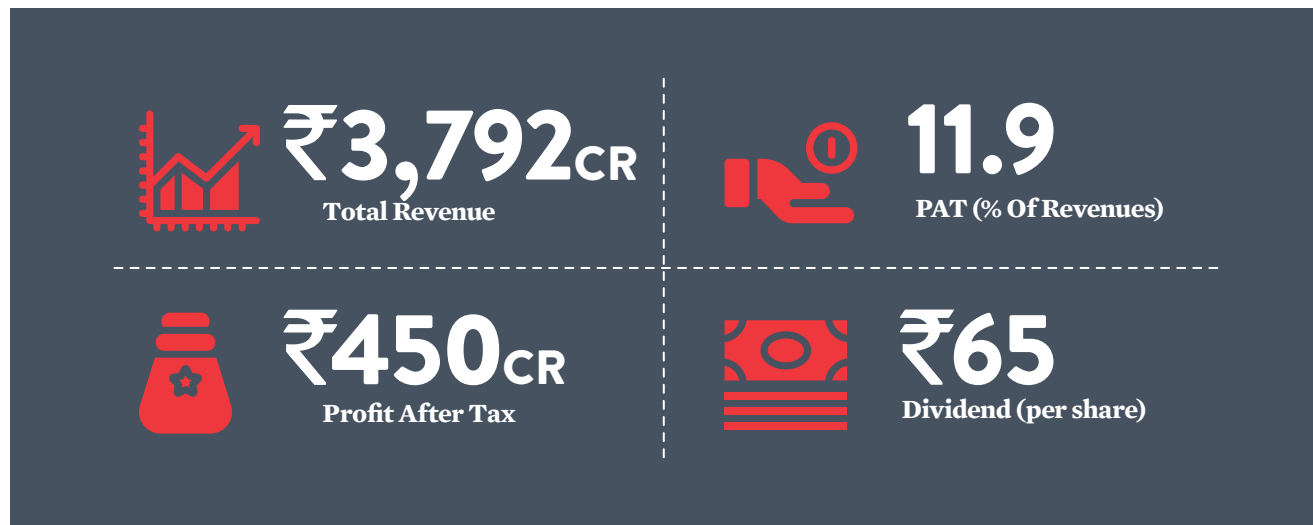 ₹3,792CR
Total Revenue
11.9
PAT (% Of Revenues)
₹450CR
Profit After Tax
₹65
Dividend (per share)